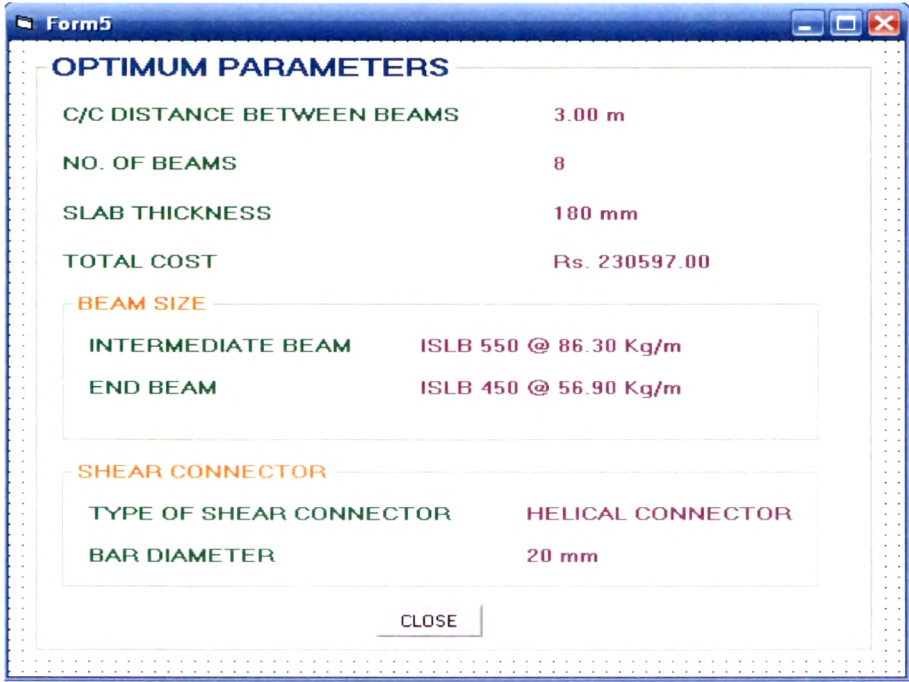 Form5
OPTIMUM PARAMETERS
C/C DISTANCE BETWEEN BEAMS 3.00 m
NO. OF BEAMS 8
SLAB THICKNESS 180 mm
TOTAL COST Rs. 230597.00
BEAM SIZE
INTERMEDIATE BEAM ISLB 550 @ 86.30 Kg/m
END BEAM ISLB 450 @ 56.90 Kg/m
SHEAR CONNECTOR
TYPE OF SHEAR CONNECTOR HELICAL CONNECTOR
BAR DIAMETER 20 mm
CLOSE